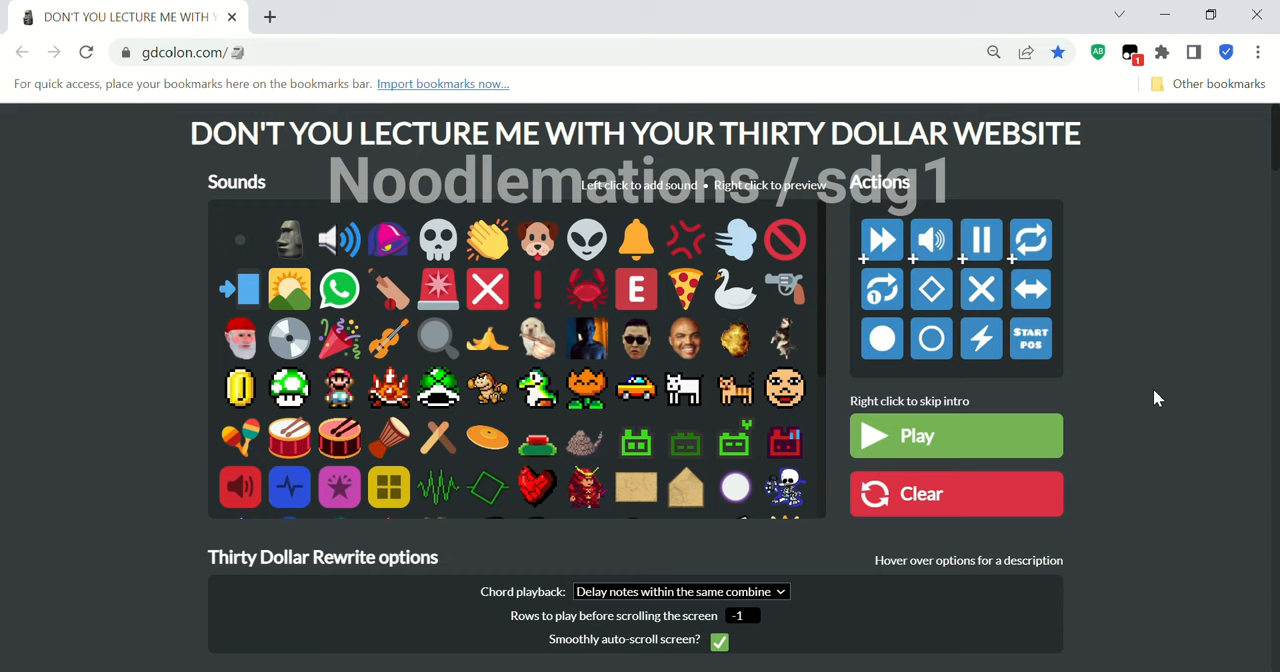 DON'T YOU LECTURE ME WITH Y
gdcolon.com/🗿
AB
1
For quick access, place your bookmarks here on the bookmarks bar. Import bookmarks now...
Other bookmarks
DON'T YOU LECTURE ME WITH YOUR THIRTY DOLLAR WEBSITE
Noodlemations / sdg1
Sounds
Left click to add sound • Right click to preview
Actions
E
1
START
POS
Right click to skip intro
Play
Clear
Thirty Dollar Rewrite options
Hover over options for a description
Chord playback: Delay notes within the same combine
Rows to play before scrolling the screen -1
Smoothly auto-scroll screen?